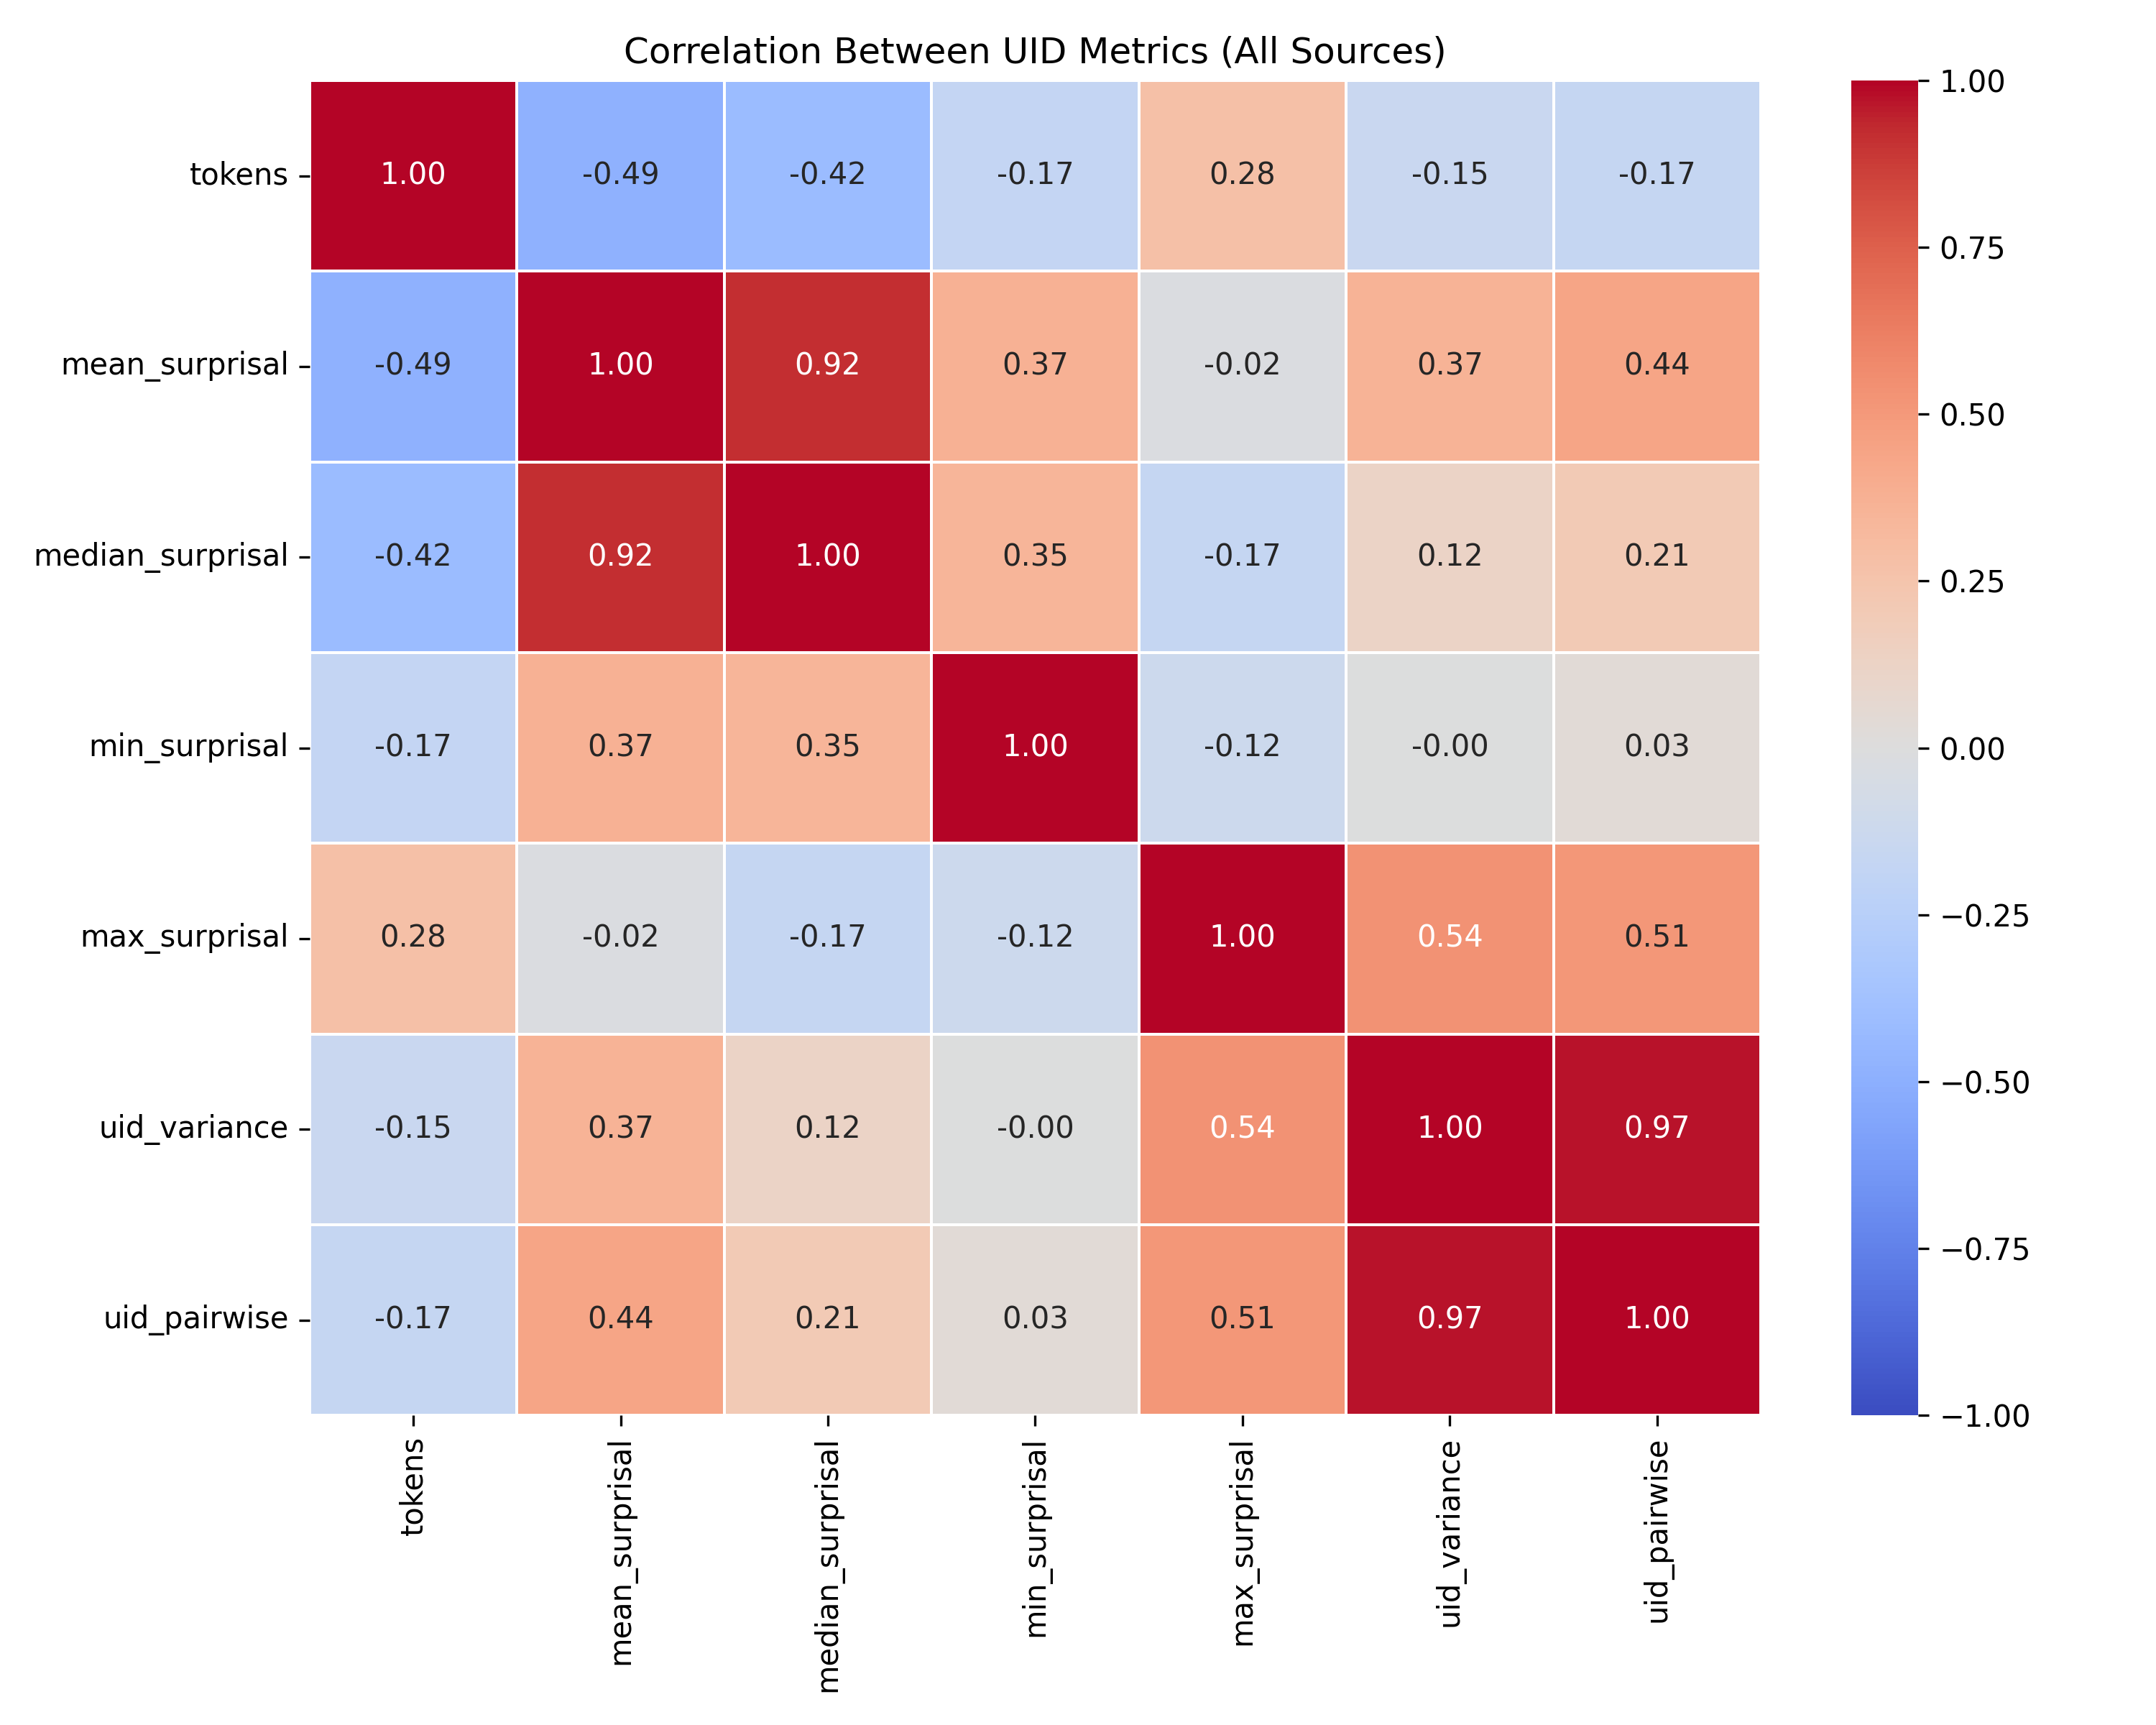 Correlation Between UID Metrics (All Sources)
tokens 1.00 -0.49 -0.42 -0.17 0.28 -0.15 -0.17
mean_surprisal -0.49 1.00 0.92 0.37 -0.02 0.37 0.44
median_surprisal -0.42 0.92 1.00 0.35 -0.17 0.12 0.21
min_surprisal -0.17 0.37 0.35 1.00 -0.12 -0.00 0.03
max_surprisal 0.28 -0.02 -0.17 -0.12 1.00 0.54 0.51
uid_variance -0.15 0.37 0.12 -0.00 0.54 1.00 0.97
uid_pairwise -0.17 0.44 0.21 0.03 0.51 0.97 1.00
tokens
mean_surprisal
median_surprisal
min_surprisal
max_surprisal
uid_variance
uid_pairwise
1.00
0.75
0.50
0.25
0.00
−0.25
−0.50
−0.75
−1.00